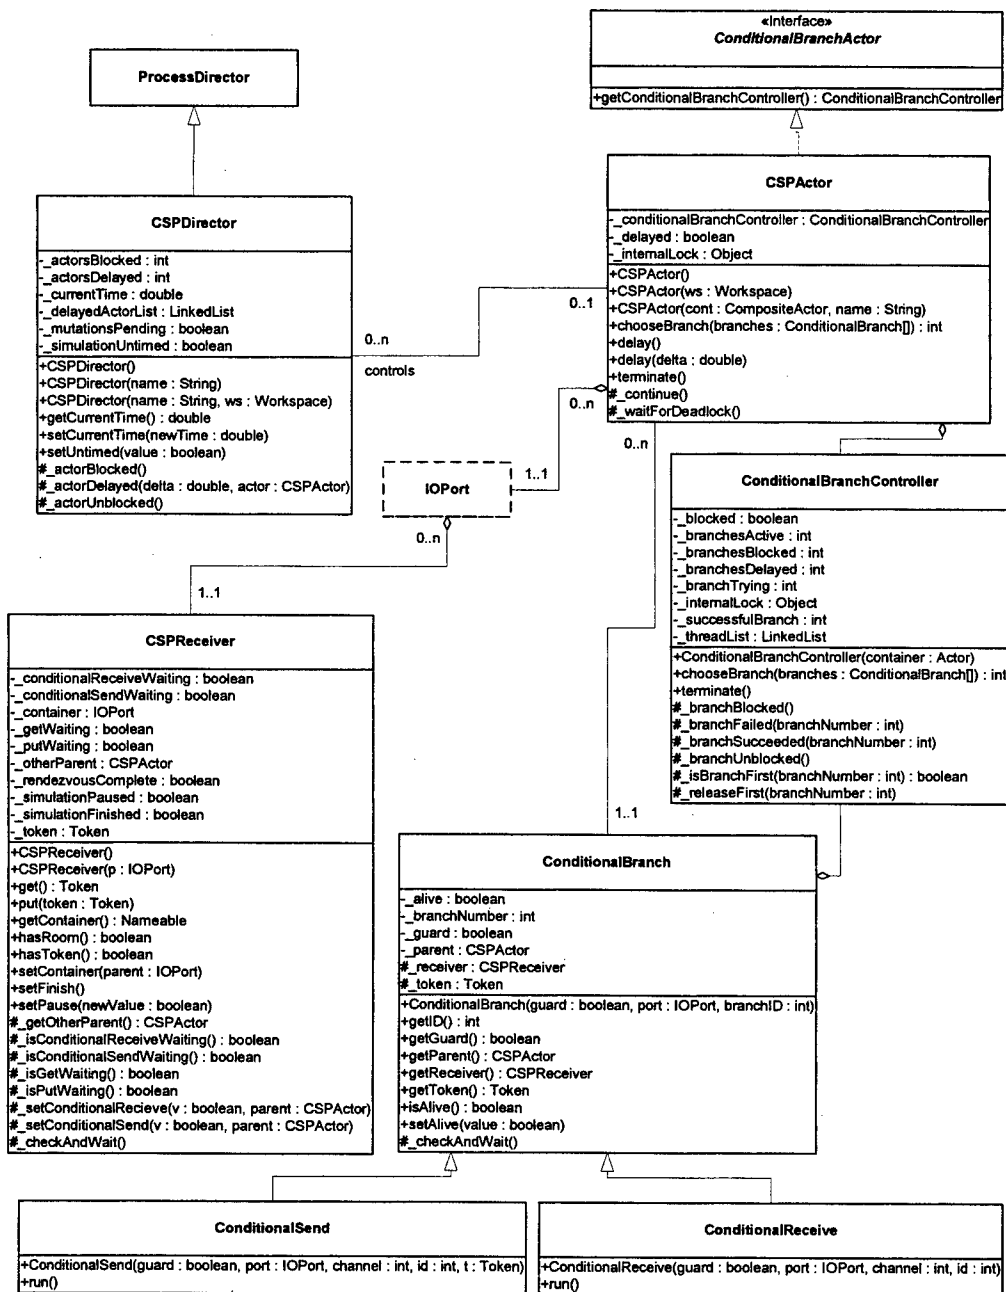 «Interface»
ConditionalBranchActor
+getConditionalBranchController() : ConditionalBranchController
ProcessDirector
CSPDirector
-_actorsBlocked : int
-_actorsDelayed : int
-_currentTime : double
-_delayedActorList : LinkedList
-_mutationsPending : boolean
-_simulationUntimed : boolean
+CSPDirector()
+CSPDirector(name : String)
+CSPDirector(name : String, ws : Workspace)
+getCurrentTime() : double
+setCurrentTime(newTime : double)
+setUntimed(value : boolean)
#_actorBlocked()
#_actorDelayed(delta : double, actor : CSPActor)
#_actorUnblocked()
CSPActor
-_conditionalBranchController : ConditionalBranchController
-_delayed : boolean
-_internalLock : Object
+CSPActor()
+CSPActor(ws : Workspace)
+CSPActor(cont : CompositeActor, name : String)
+chooseBranch(branches : ConditionalBranch[]) : int
+delay()
+delay(delta : double)
+terminate()
#_continue()
#_waitForDeadlock()
0..1
0..n
controls
0..n
0..n
1..1
IOPort
0..n
1..1
ConditionalBranchController
-_blocked : boolean
-_branchesActive : int
-_branchesBlocked : int
-_branchesDelayed : int
-_branchTrying : int
-_internalLock : Object
-_successfulBranch : int
-_threadList : LinkedList
+ConditionalBranchController(container : Actor)
+chooseBranch(branches : ConditionalBranch[]) : int
+terminate()
#_branchBlocked()
#_branchFailed(branchNumber : int)
#_branchSucceeded(branchNumber : int)
#_branchUnblocked()
#_isBranchFirst(branchNumber : int) : boolean
#_releaseFirst(branchNumber : int)
CSPReceiver
-_conditionalReceiveWaiting : boolean
-_conditionalSendWaiting : boolean
-_container : IOPort
-_getWaiting : boolean
-_putWaiting : boolean
-_otherParent : CSPActor
-_rendezvousComplete : boolean
-_simulationPaused : boolean
-_simulationFinished : boolean
-_token : Token
+CSPReceiver()
+CSPReceiver(p : IOPort)
+get() : Token
+put(token : Token)
+getContainer() : Nameable
+hasRoom() : boolean
+hasToken() : boolean
+setContainer(parent : IOPort)
+setFinish()
+setPause(newValue : boolean)
#_getOtherParent() : CSPActor
#_isConditionalReceiveWaiting() : boolean
#_isConditionalSendWaiting() : boolean
#_isGetWaiting() : boolean
#_isPutWaiting() : boolean
#_setConditionalRecieve(v : boolean, parent : CSPActor)
#_setConditionalSend(v : boolean, parent : CSPActor)
#_checkAndWait()
1..1
ConditionalBranch
-_alive : boolean
-_branchNumber : int
-_guard : boolean
-_parent : CSPActor
#_receiver : CSPReceiver
#_token : Token
+ConditionalBranch(guard : boolean, port : IOPort, branchID : int)
+getID() : int
+getGuard() : boolean
+getParent() : CSPActor
+getReceiver() : CSPReceiver
+getToken() : Token
+isAlive() : boolean
+setAlive(value : boolean)
#_checkAndWait()
ConditionalSend
+ConditionalSend(guard : boolean, port : IOPort, channel : int, id : int, t : Token)
+run()
ConditionalReceive
+ConditionalReceive(guard : boolean, port : IOPort, channel : int, id : int)
+run()